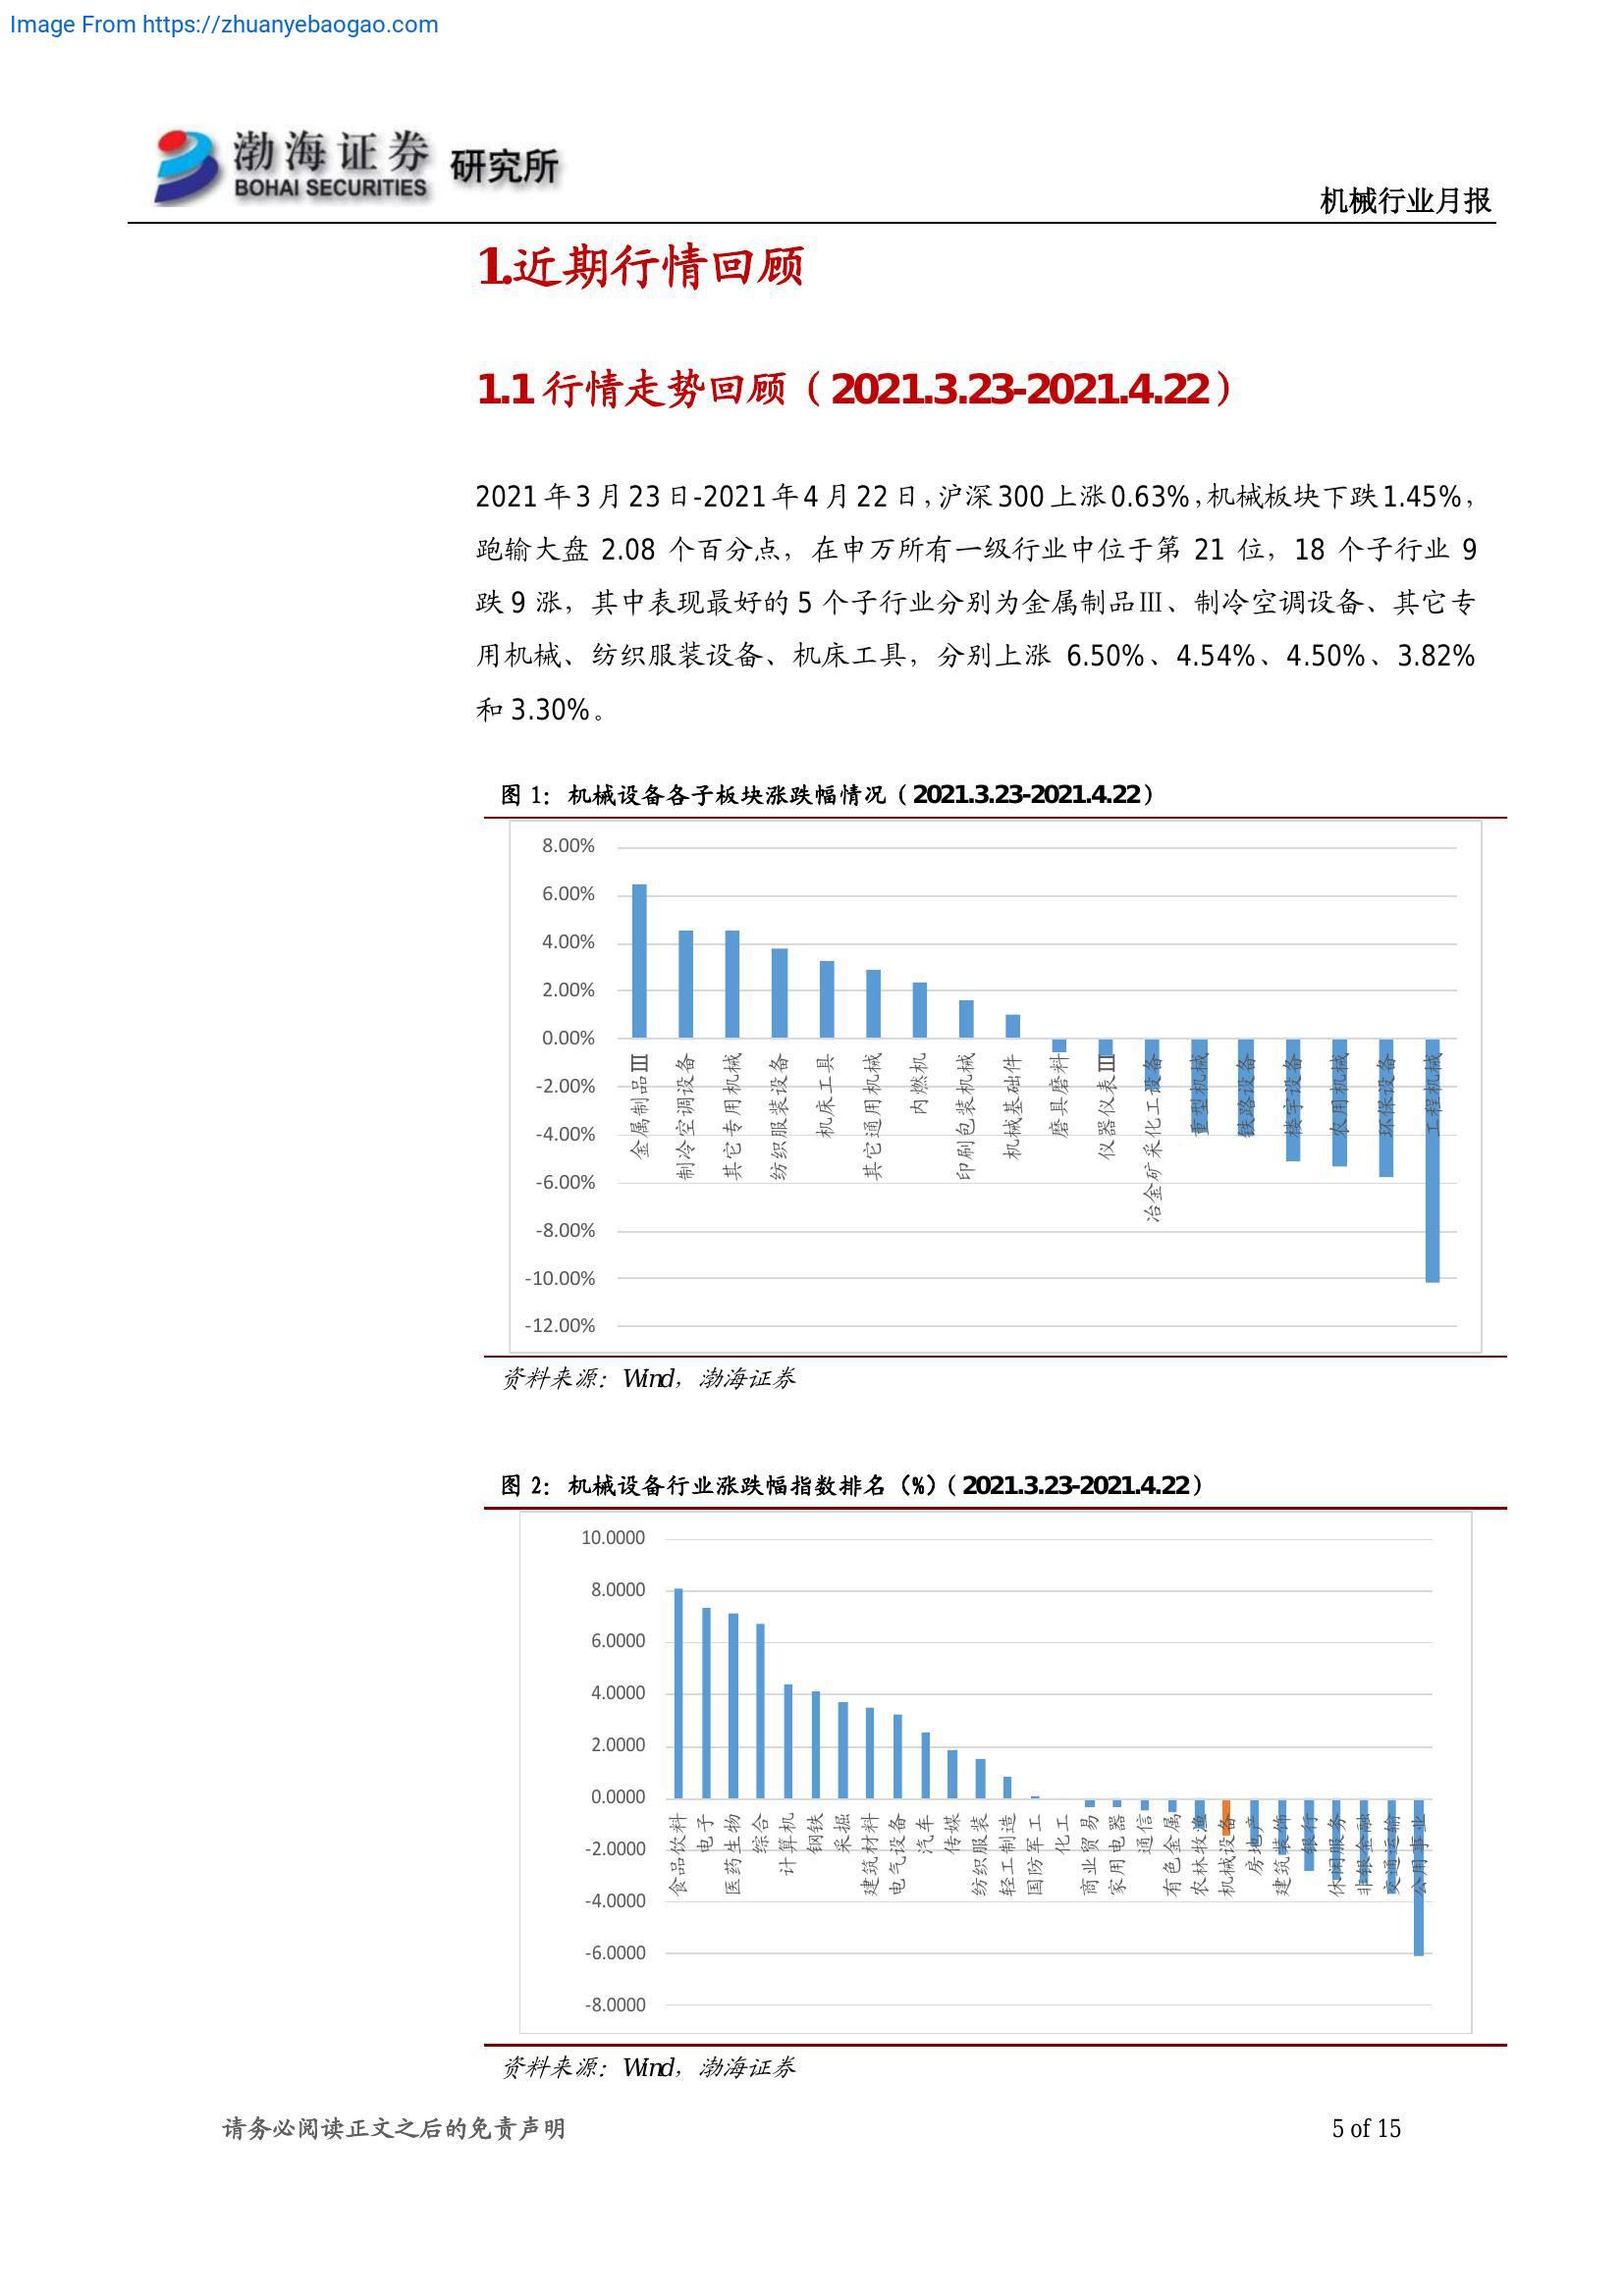 Image From https://zhuanyebaogao.com
渤海证券 研究所
BOHAI SECURITIES
机械行业月报
1.近期行情回顾
1.1 行情走势回顾（2021.3.23-2021.4.22）
2021 年 3 月 23 日-2021 年 4 月 22 日，沪深 300 上涨 0.63%，机械板块下跌 1.45%，
跑输大盘 2.08 个百分点，在申万所有一级行业中位于第 21 位，18 个子行业 9
跌 9 涨，其中表现最好的 5 个子行业分别为金属制品Ⅲ、制冷空调设备、其它专
用机械、纺织服装设备、机床工具，分别上涨 6.50%、4.54%、4.50%、3.82%
和 3.30%。
图 1：机械设备各子板块涨跌幅情况（2021.3.23-2021.4.22）
8.00%
6.00%
4.00%
2.00%
0.00%
-2.00%
-4.00%
-6.00%
-8.00%
-10.00%
-12.00%
金属制品Ⅲ
制冷空调设备
其它专用机械
纺织服装设备
机床工具
其它通用机械
内燃机
印刷包装机械
机械基础件
磨具磨料
仪器仪表Ⅲ
冶金矿采化工设备
重型机械
铁路设备
楼宇设备
农用机械
环保设备
工程机械
资料来源：Wind，渤海证券
图 2：机械设备行业涨跌幅指数排名（%）（2021.3.23-2021.4.22）
10.0000
8.0000
6.0000
4.0000
2.0000
0.0000
-2.0000
-4.0000
-6.0000
-8.0000
食品饮料
电子
医药生物
综合
计算机
钢铁
采掘
建筑材料
电气设备
汽车
传媒
纺织服装
轻工制造
国防军工
化工
商业贸易
家用电器
通信
有色金属
农林牧渔
机械设备
房地产
建筑装饰
银行
休闲服务
非银金融
交通运输
公用事业
资料来源：Wind，渤海证券
请务必阅读正文之后的免责声明
5 of 15